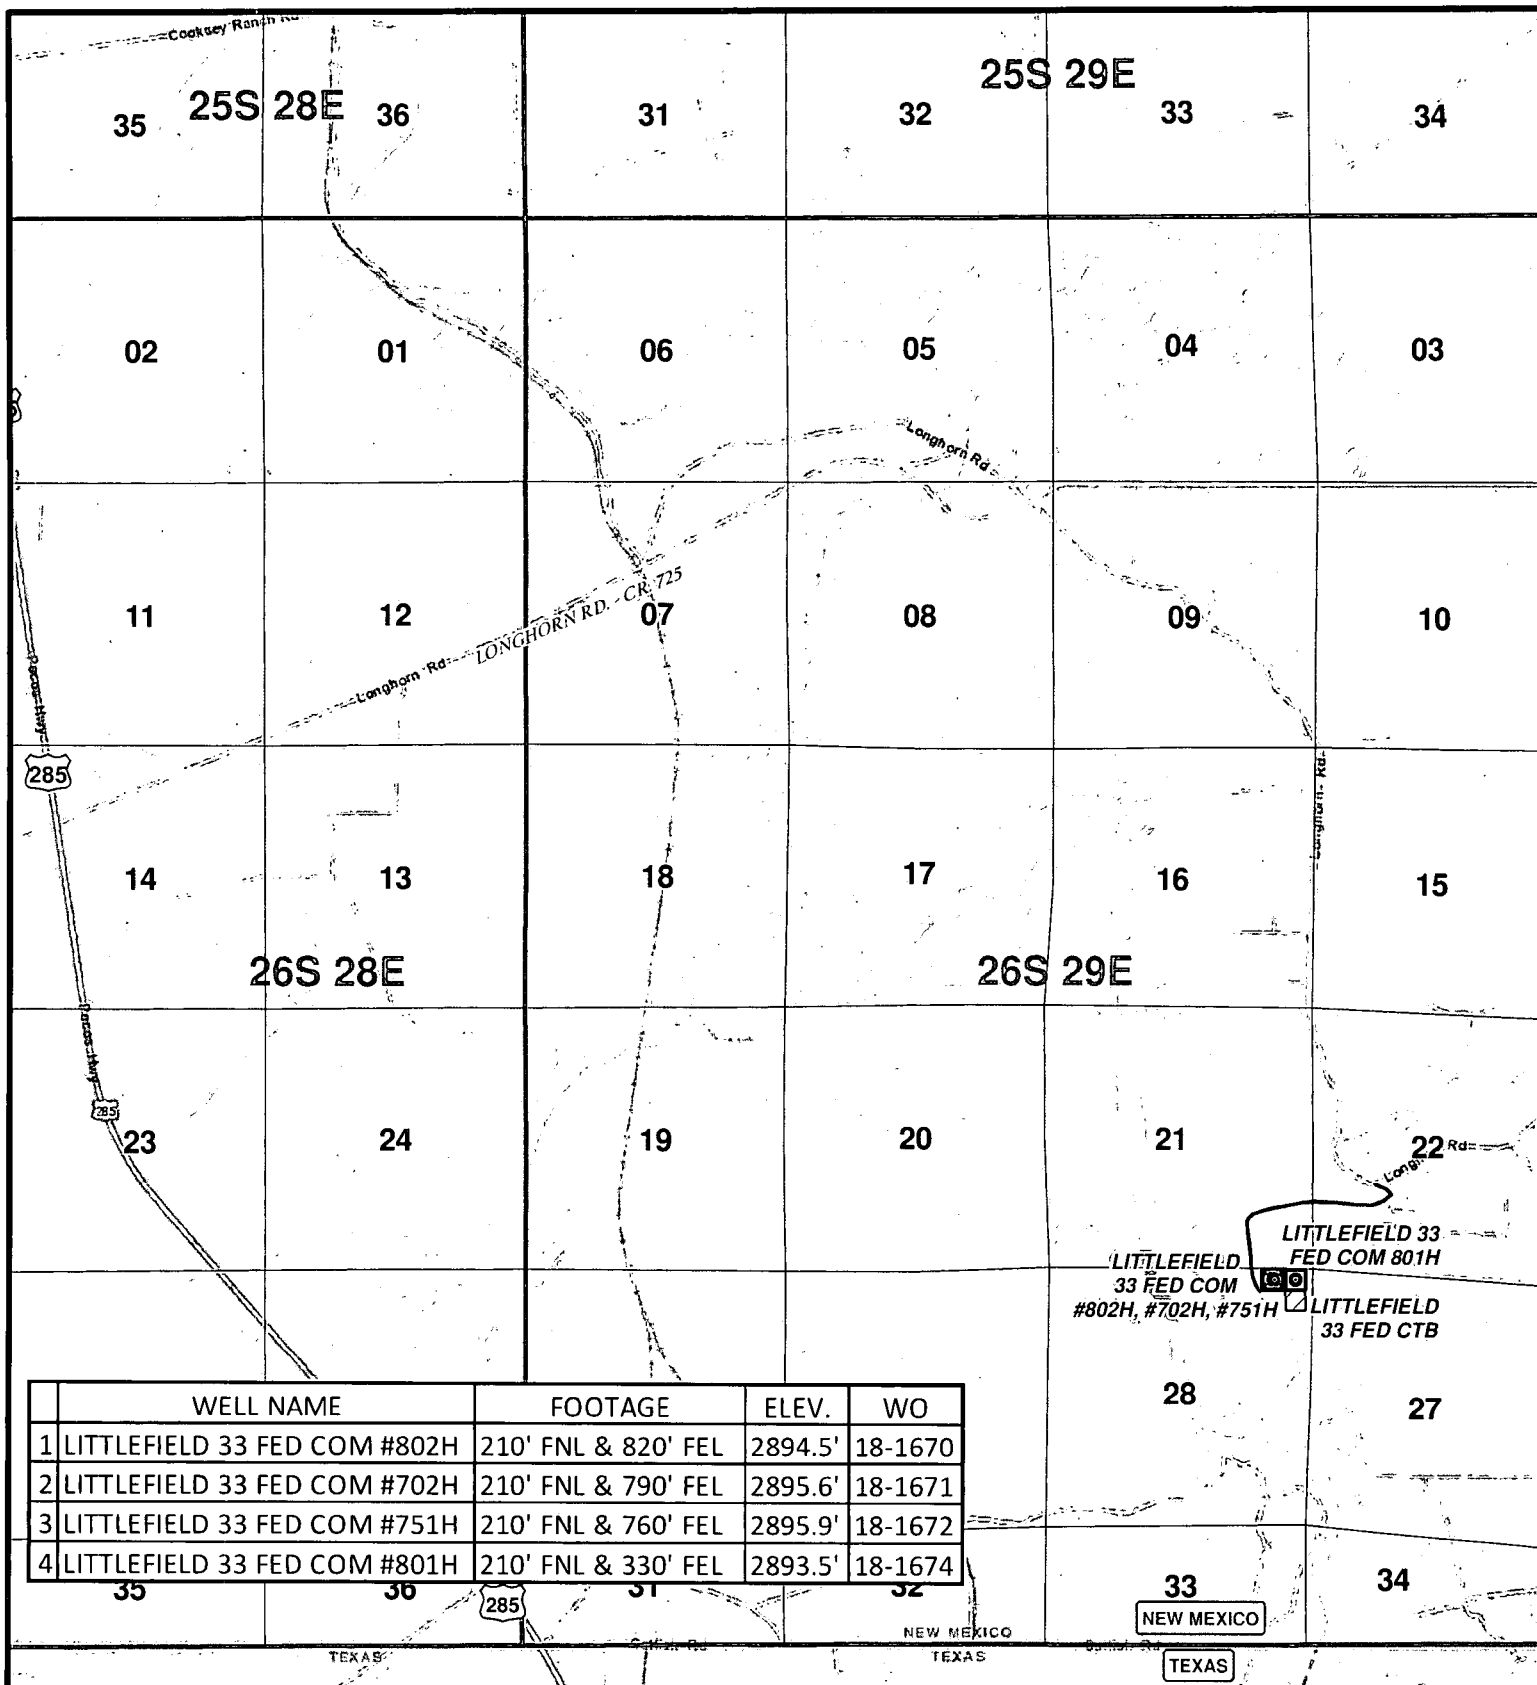 Cooksey Ranch Rd
25S 28E
25S 29E
35
36
31
32
33
34
02
01
06
05
04
03
Longhorn Rd
LONGHORN RD. - CR 725
11
12
07
08
09
10
Longhorn Rd
Pecos Hwy
285
Longhorn Rd
14
13
18
17
16
15
26S 28E
26S 29E
Pecos Hwy
285
23
24
19
20
21
22
Rd
LITTLEFIELD 33
FED COM 801H
LITTLEFIELD
33 FED COM
#802H, #702H, #751H
LITTLEFIELD
33 FED CTB
28
27
WELL NAME FOOTAGE ELEV. WO
1 LITTLEFIELD 33 FED COM #802H 210' FNL & 820' FEL 2894.5' 18-1670
2 LITTLEFIELD 33 FED COM #702H 210' FNL & 790' FEL 2895.6' 18-1671
3 LITTLEFIELD 33 FED COM #751H 210' FNL & 760' FEL 2895.9' 18-1672
4 LITTLEFIELD 33 FED COM #801H 210' FNL & 330' FEL 2893.5' 18-1674
35
36
31
32
33
34
285
NEW MEXICO
NEW MEXICO
TEXAS
TEXAS
TEXAS